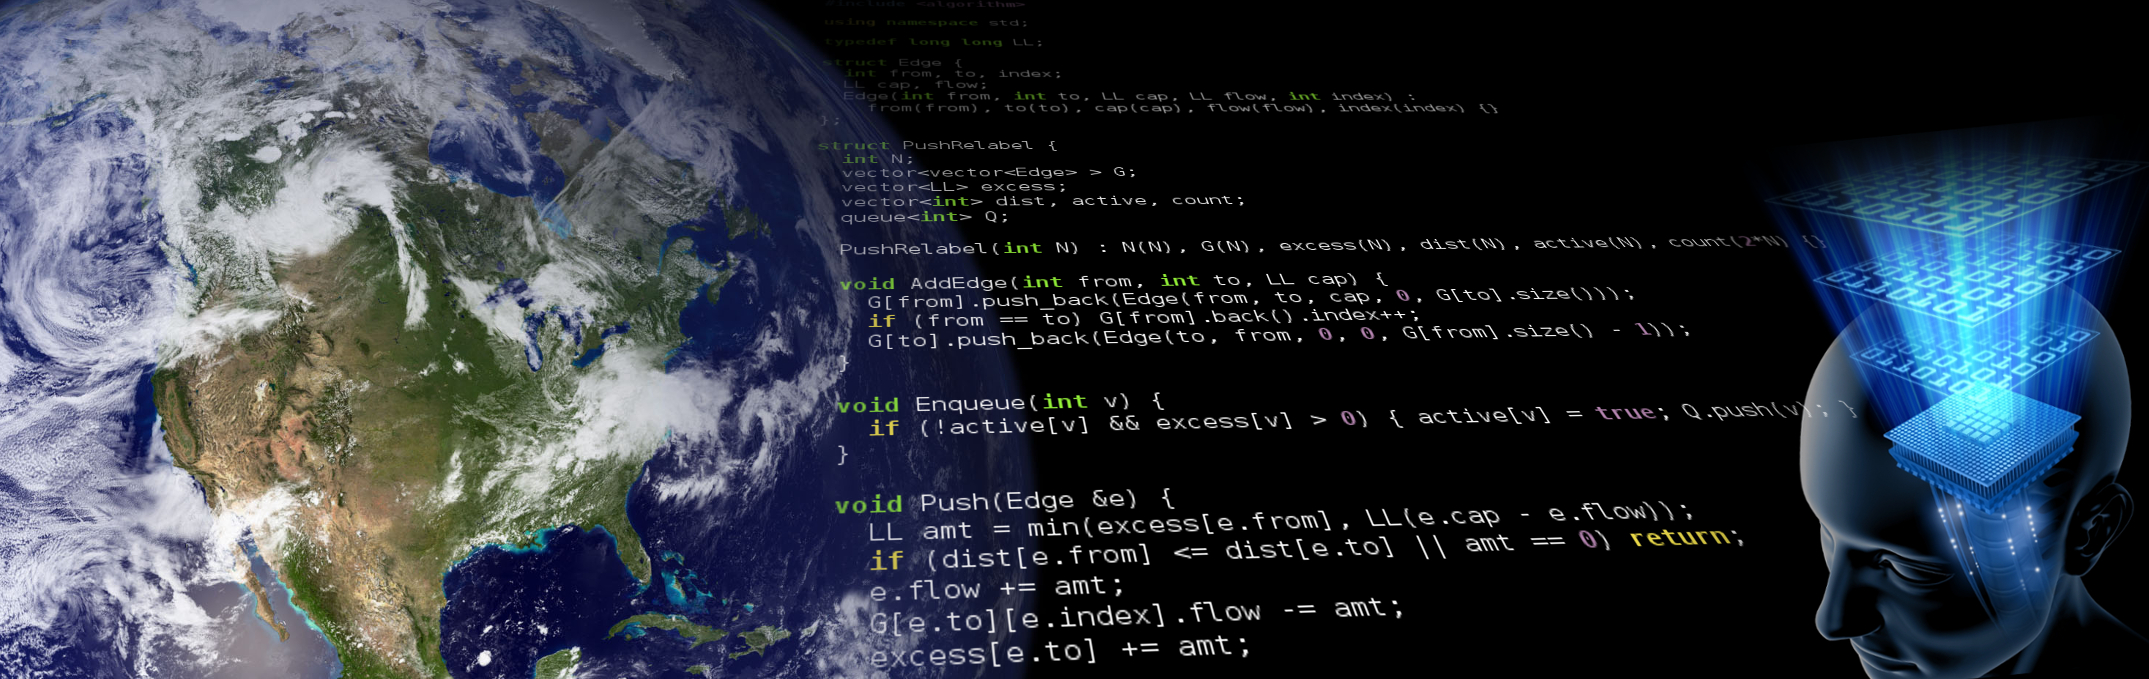 #include <algorithm>
using namespace std;
typedef long long LL;
struct Edge {
int from, to, index;
LL cap, flow;
Edge(int from, int to, LL cap, LL flow, int index) :
from(from), to(to), cap(cap), flow(flow), index(index) {}
};
struct PushRelabel {
int N;
vector<vector<Edge> > G;
vector<LL> excess;
vector<int> dist, active, count;
queue<int> Q;
PushRelabel(int N) : N(N), G(N), excess(N), dist(N), active(N), count(2*N) {}
void AddEdge(int from, int to, LL cap) {
G[from].push_back(Edge(from, to, cap, 0, G[to].size()));
if (from == to) G[from].back().index++;
G[to].push_back(Edge(to, from, 0, 0, G[from].size() - 1));
}
void Enqueue(int v) {
if (!active[v] && excess[v] > 0) { active[v] = true; Q.push(v); }
}
void Push(Edge &e) {
LL amt = min(excess[e.from], LL(e.cap - e.flow));
if (dist[e.from] <= dist[e.to] || amt == 0) return;
e.flow += amt;
G[e.to][e.index].flow -= amt;
excess[e.to] += amt;